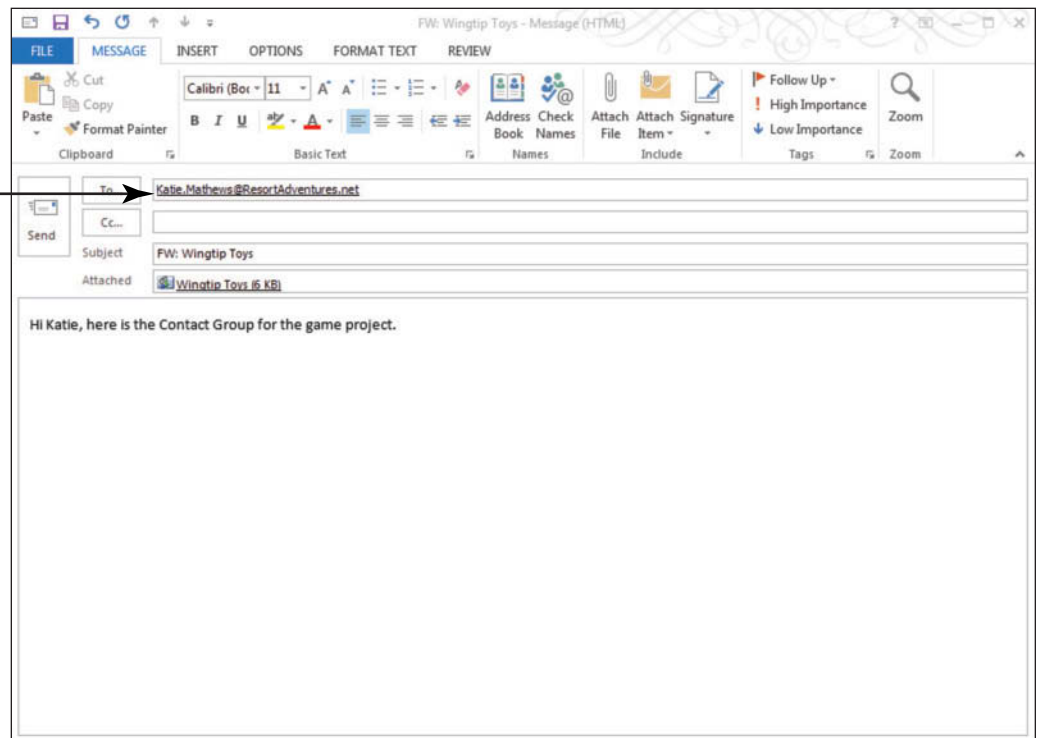 FW: Wingtip Toys - Message (HTML)
?
FILE MESSAGE INSERT OPTIONS FORMAT TEXT REVIEW
Paste
Cut
Copy
Format Painter
Clipboard
Calibri (Boc 11 A A
B I U aby A
Basic Text
Address Book
Check Names
Names
Attach File
Attach Item
Signature
Include
Follow Up
! High Importance
Low Importance
Tags
Zoom
Zoom
Send
To...
Katie.Mathews@ResortAdventures.net
Cc...
Subject
FW: Wingtip Toys
Attached
Wingtip Toys (6 KB)
Hi Katie, here is the Contact Group for the game project.